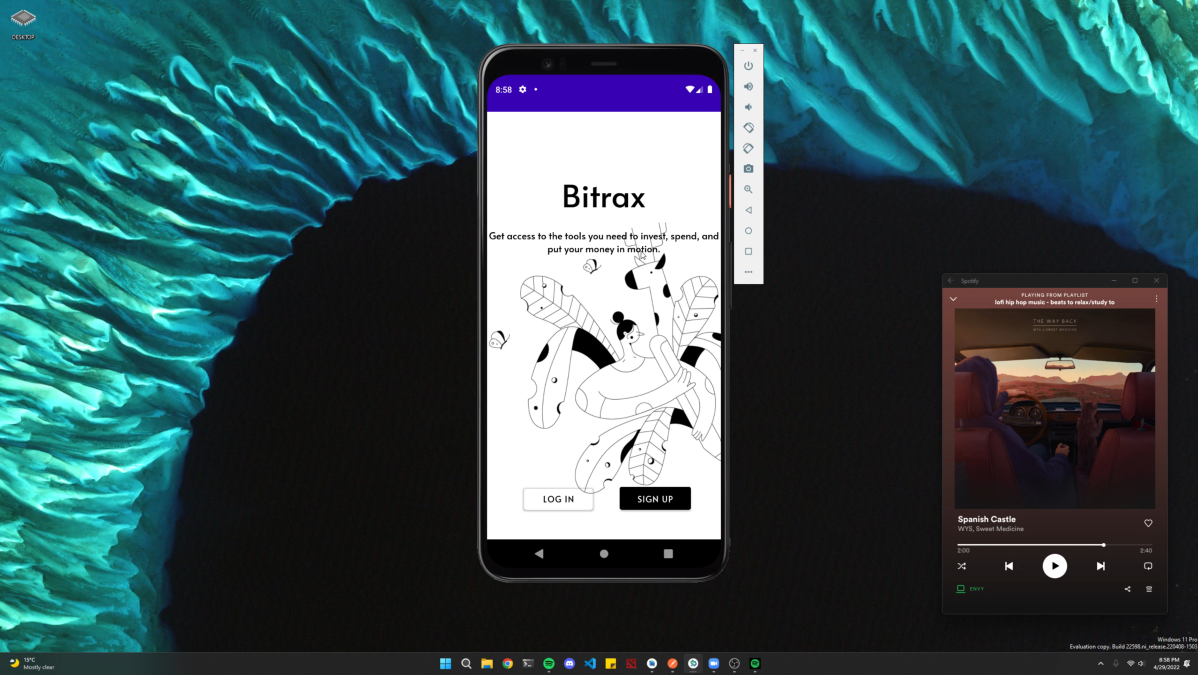 DESKTOP
8:58
Bitrax
Get access to the tools you need to invest, spend, and
put your money in motion.
LOG IN
SIGN UP
Spotify
PLAYING FROM PLAYLIST
lofi hip hop music - beats to relax/study to
THE WAY BACK
WYS, SWEET MEDICINE
Spanish Castle
WYS, Sweet Medicine
2:00
2:40
ENVY
Windows 11 Pro
Evaluation copy. Build 22598.ni_release.220408-1503
15°C
Mostly clear
8:58 PM
4/29/2022